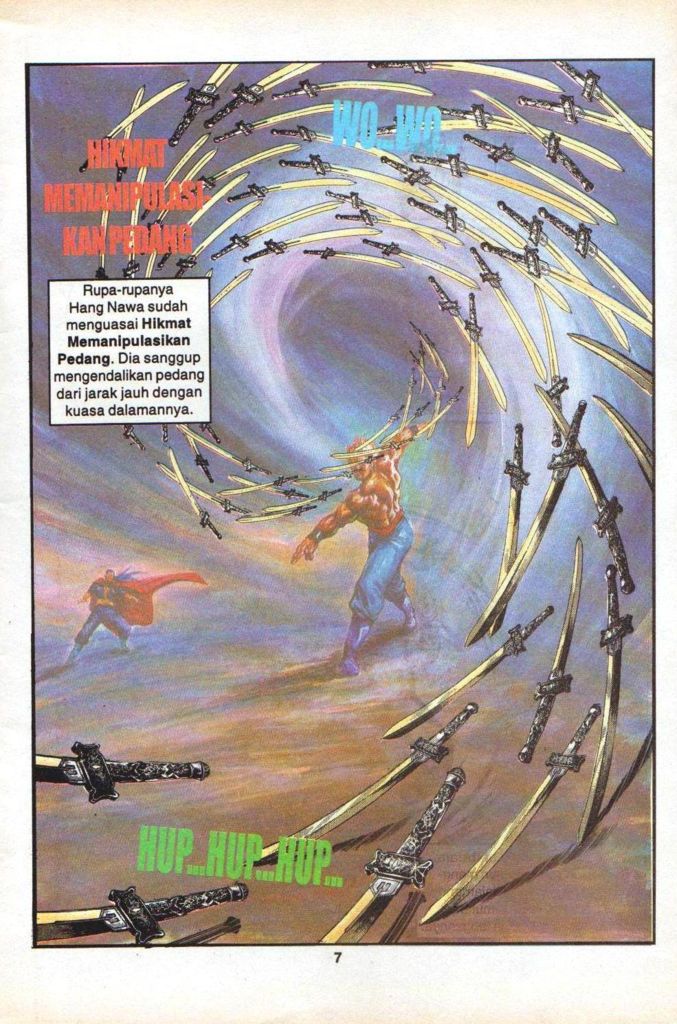 WO...WO...
HIKMAT
MEMANIPULASI-
KAN PEDANG
Rupa-rupanya
Hang Nawa sudah
menguasai Hikmat
Memanipulasikan
Pedang. Dia sanggup
mengendalikan pedang
dari jarak jauh dengan
kuasa dalamannya.
HUP...HUP...HUP...
7